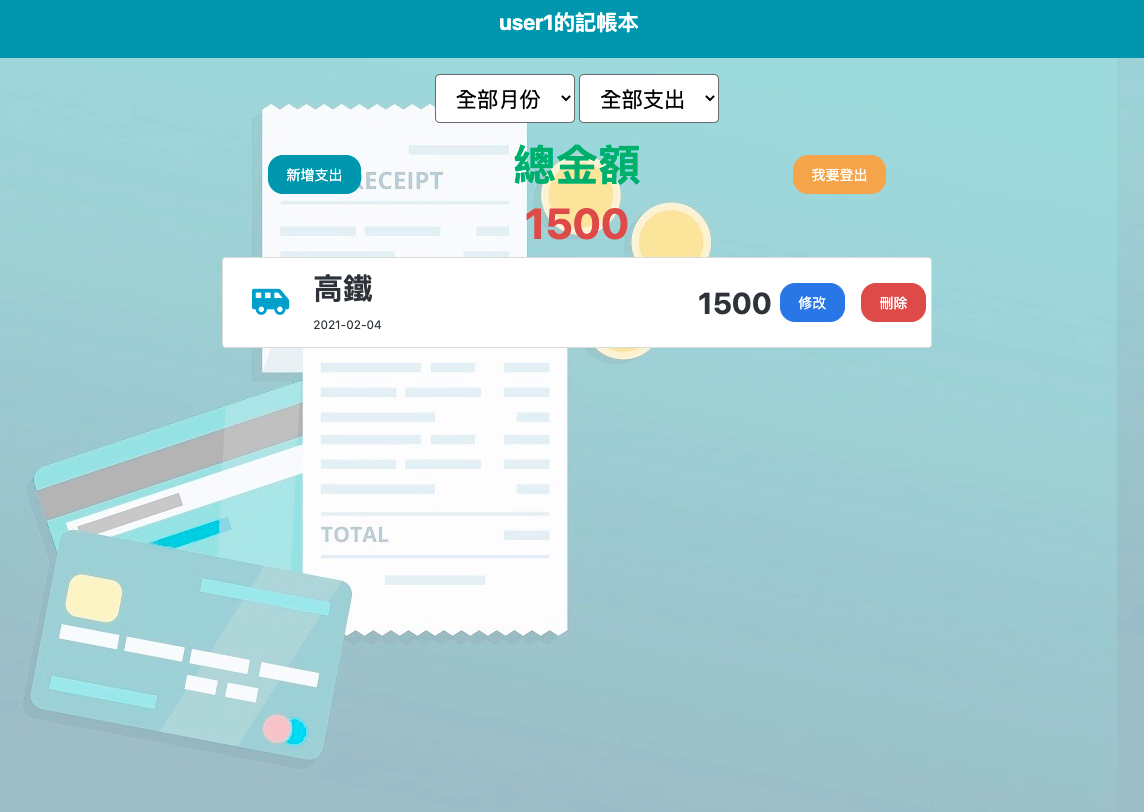 user1的記帳本
全部月份 全部支出
總金額
新增支出 ECEIPT 我要登出
1500
高鐵
1500 修改 刪除
2021-02-04
TOTAL